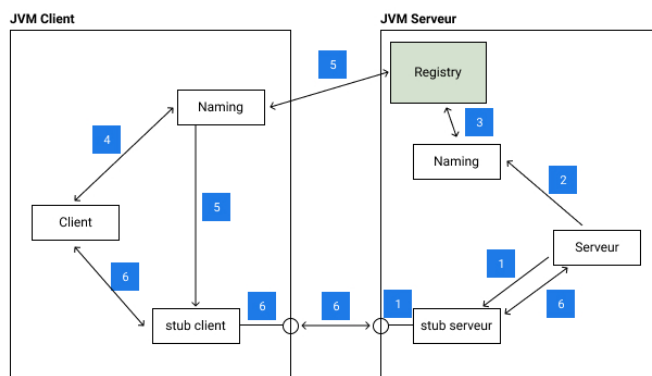 JVM Client
JVM Serveur
5
Registry
Naming
3
4
Naming
2
5
Client
Serveur
1
6
6
stub client
6
6
1
stub serveur